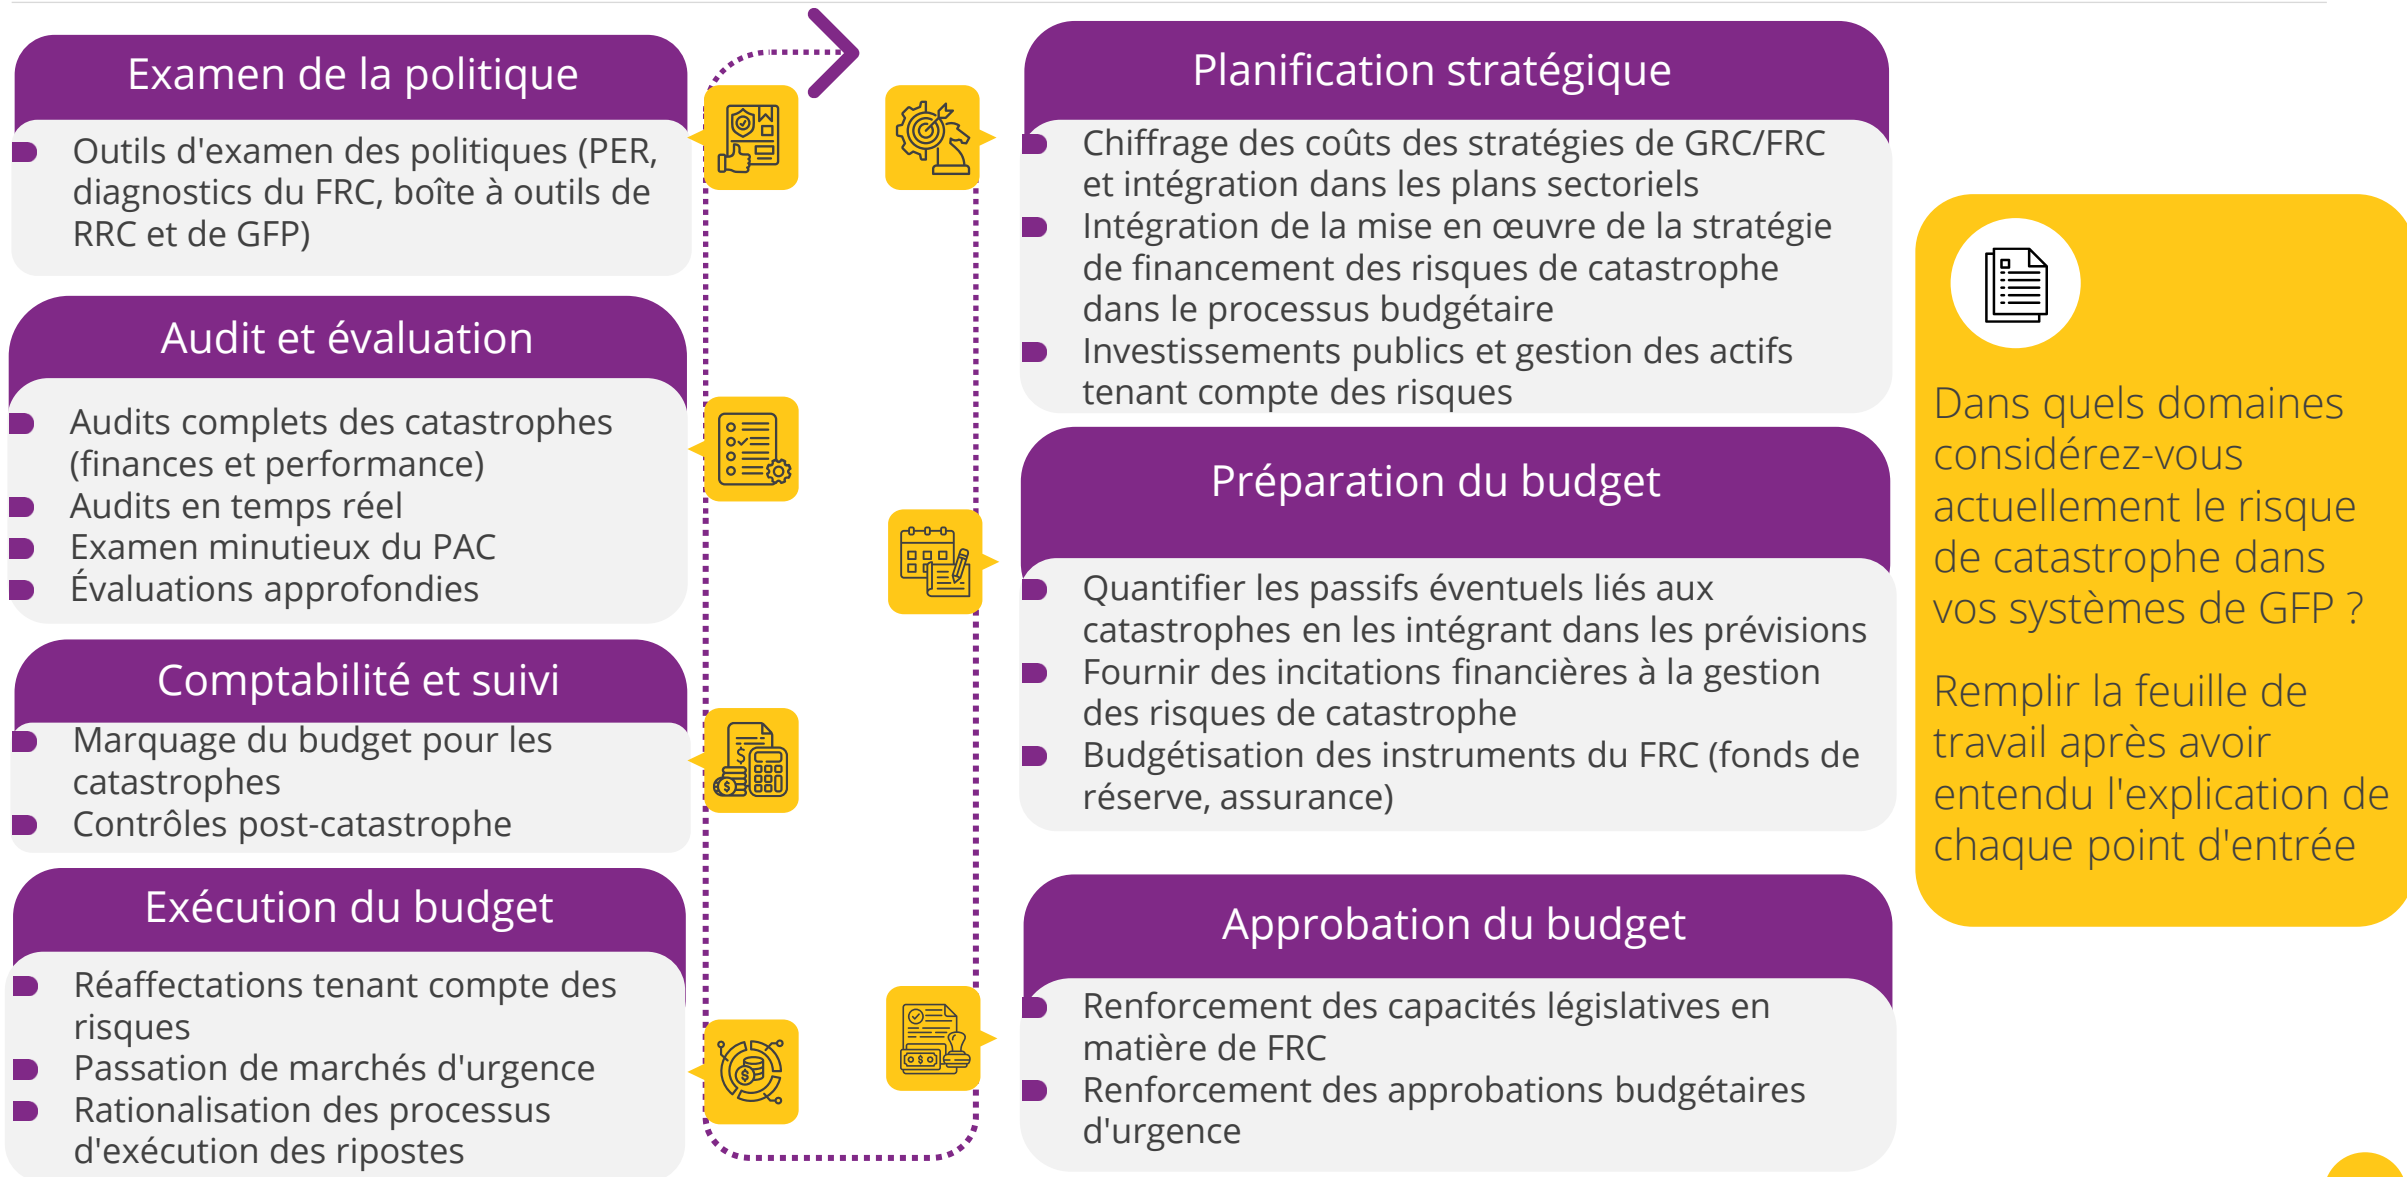 Examen de la politique
Outils d'examen des politiques (PER,
diagnostics du FRC, boîte à outils de
RRC et de GFP)
Audit et évaluation
Audits complets des catastrophes
(finances et performance)
Audits en temps réel
Examen minutieux du PAC
Évaluations approfondies
Comptabilité et suivi
Marquage du budget pour les
catastrophes
Contrôles post-catastrophe
Exécution du budget
Réaffectations tenant compte des
risques
Passation de marchés d'urgence
Rationalisation des processus
d'exécution des ripostes
Planification stratégique
Chiffrage des coûts des stratégies de GRC/FRC
et intégration dans les plans sectoriels
Intégration de la mise en œuvre de la stratégie
de financement des risques de catastrophe
dans le processus budgétaire
Investissements publics et gestion des actifs
tenant compte des risques
Préparation du budget
Quantifier les passifs éventuels liés aux
catastrophes en les intégrant dans les prévisions
Fournir des incitations financières à la gestion
des risques de catastrophe
Budgétisation des instruments du FRC (fonds de
réserve, assurance)
Approbation du budget
Renforcement des capacités législatives en
matière de FRC
Renforcement des approbations budgétaires
d'urgence
Dans quels domaines
considérez-vous
actuellement le risque
de catastrophe dans
vos systèmes de GFP ?
Remplir la feuille de
travail après avoir
entendu l'explication de
chaque point d'entrée